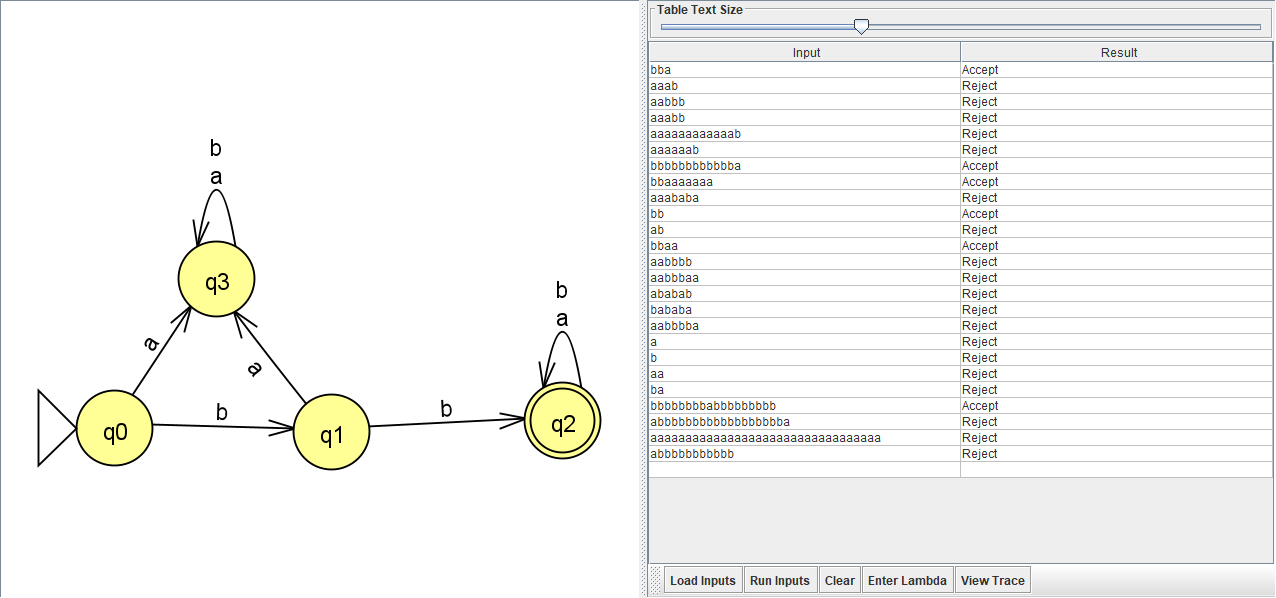 b
a
q3
a
a
q0
b
q1
b
b
a
q2
Table Text Size
Input Result
bba Accept
aaab Reject
aabbb Reject
aaabb Reject
aaaaaaaaaaaab Reject
aaaaaab Reject
bbbbbbbbbbbba Accept
bbaaaaaaa Accept
aaababa Reject
bb Accept
ab Reject
bbaa Accept
aabbbb Reject
aabbbaa Reject
ababab Reject
bababa Reject
aabbbba Reject
a Reject
b Reject
aa Reject
ba Reject
bbbbbbbbabbbbbbbbb Accept
abbbbbbbbbbbbbbbbbba Reject
aaaaaaaaaaaaaaaaaaaaaaaaaaaaaaaaa Reject
abbbbbbbbbbb Reject
Load Inputs Run Inputs Clear Enter Lambda View Trace